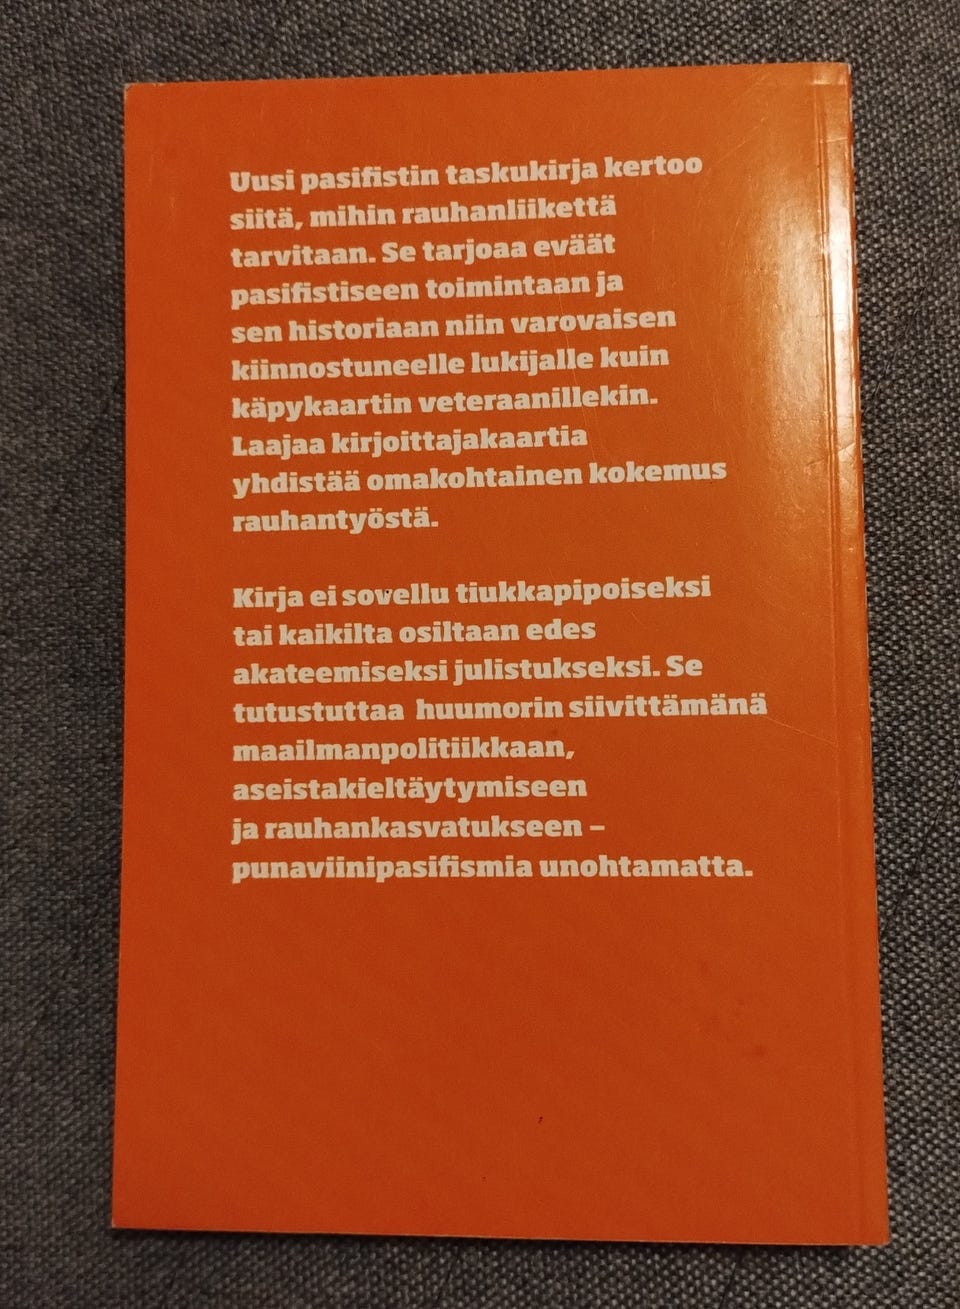 Uusi pasifistin taskukirja kertoo
siitä, mihin rauhanliikettä
tarvitaan. Se tarjoaa eväät
pasifistiseen toimintaan ja
sen historiaan niin varovaisen
kiinnostuneelle lukijalle kuin
käpykaartin veteraanillekin.
Laajaa kirjoittajakaartia
yhdistää omakohtainen kokemus
rauhantyöstä.
Kirja ei sovellu tiukkapipoiseksi
tai kaikilta osiltaan edes
akateemiseksi julistukseksi. Se
tutustuttaa huumorin siivittämänä
maailmanpolitiikkaan,
aseistakieltäytymiseen
ja rauhankasvatukseen –
punaviinipasifismia unohtamatta.